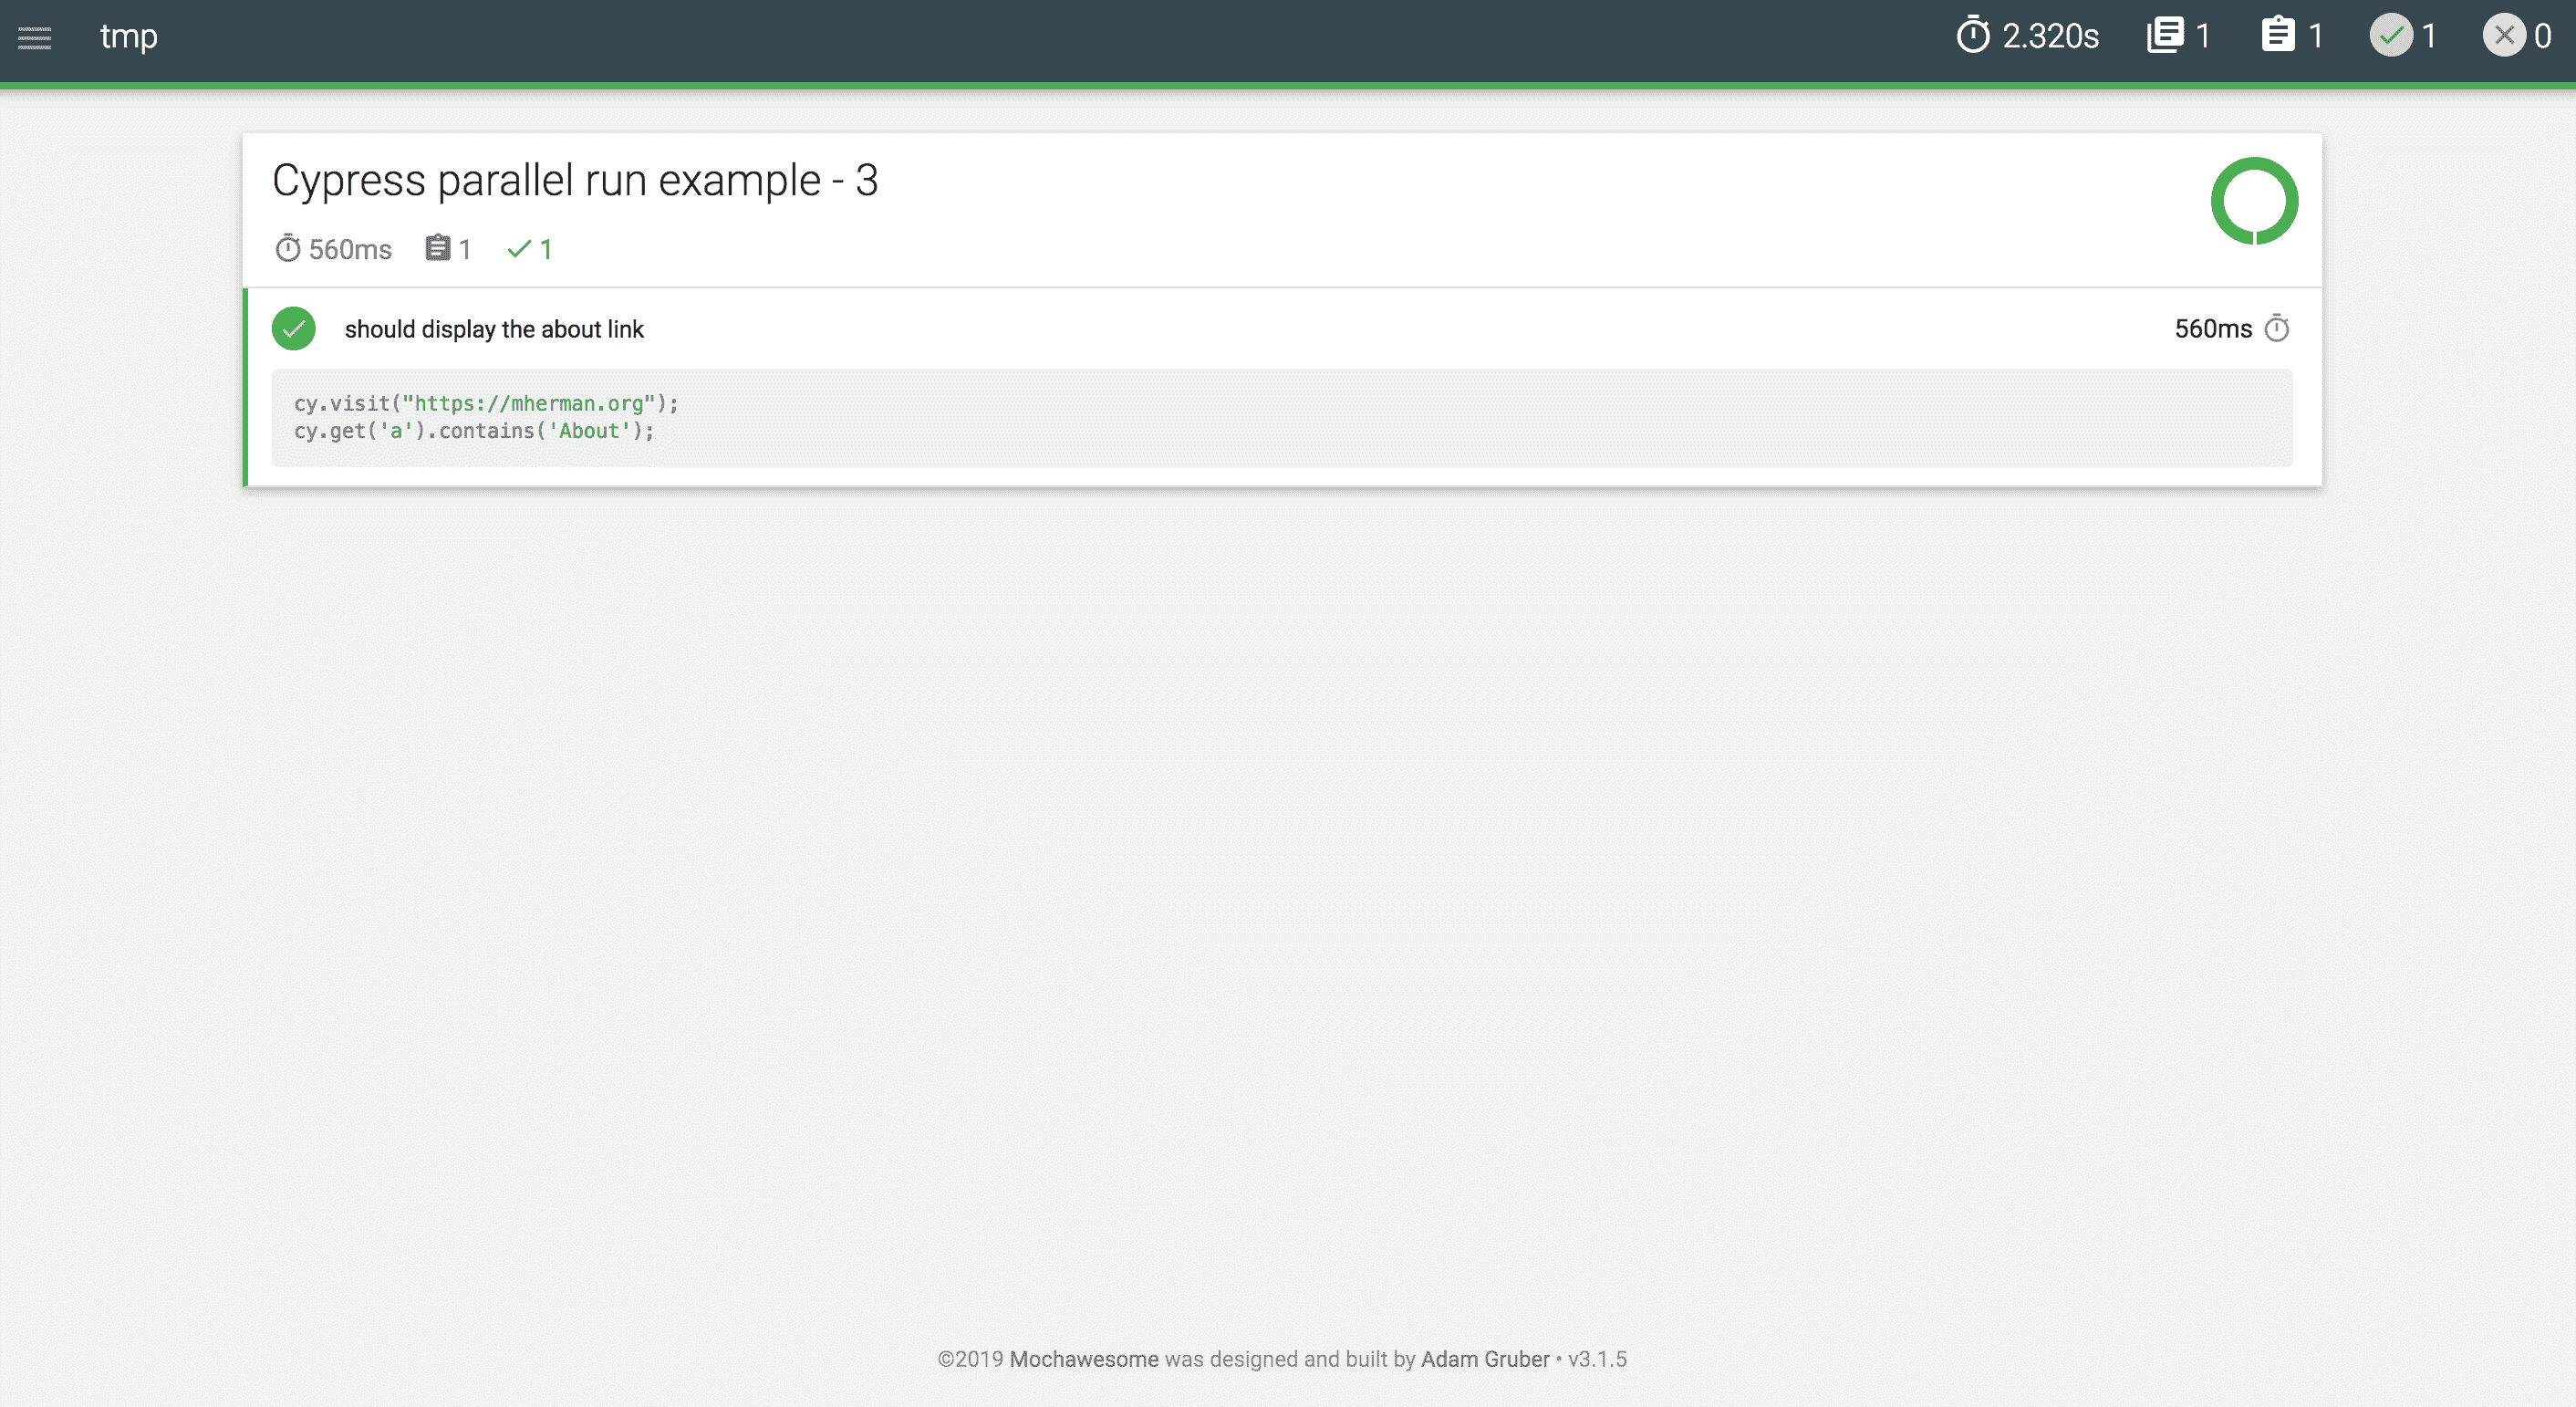 tmp 2.320s 1 1 1 0
Cypress parallel run example - 3
560ms 1 1
should display the about link 560ms
cy.visit("https://mherman.org");
cy.get('a').contains('About');
©2019 Mochawesome was designed and built by Adam Gruber • v3.1.5